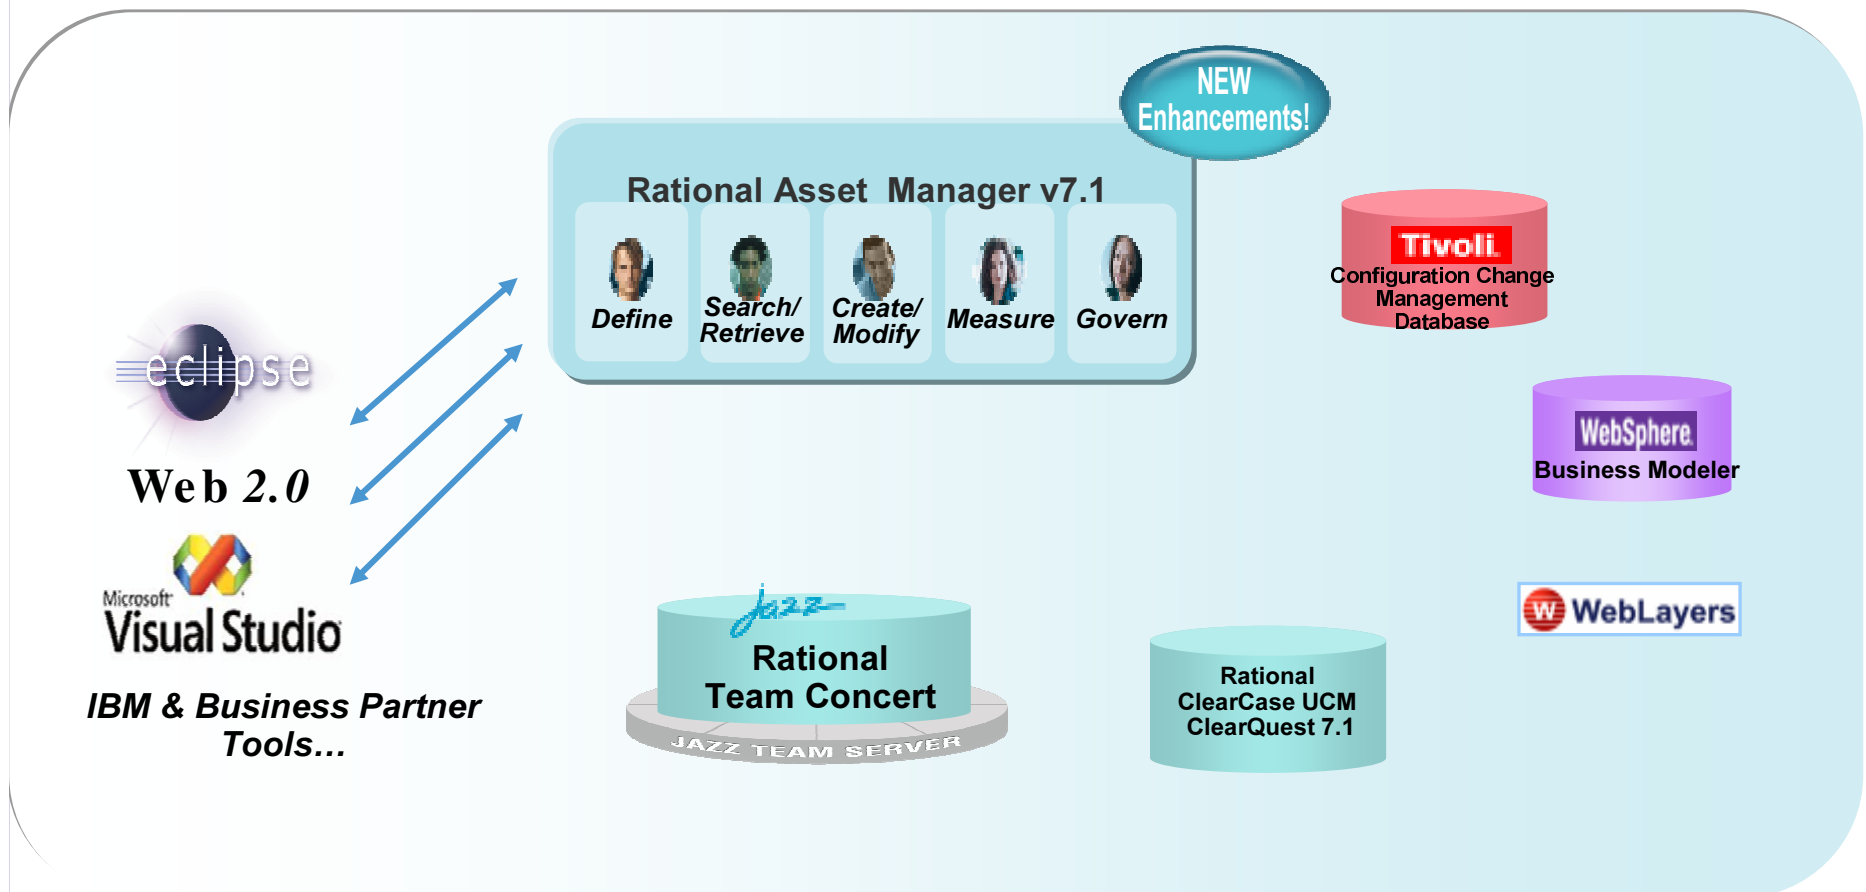 NEW
Enhancements!
Rational Asset Manager v7.1
Define
Search/
Retrieve
Create/
Modify
Measure
Govern
Tivoli.
Configuration Change
Management
Database
eclipse
Web 2.0
WebSphere.
Business Modeler
Microsoft
Visual Studio
IBM & Business Partner
Tools...
jazz
Rational
Team Concert
JAZZ TEAM SERVER
Rational
ClearCase UCM
ClearQuest 7.1
W WebLayers